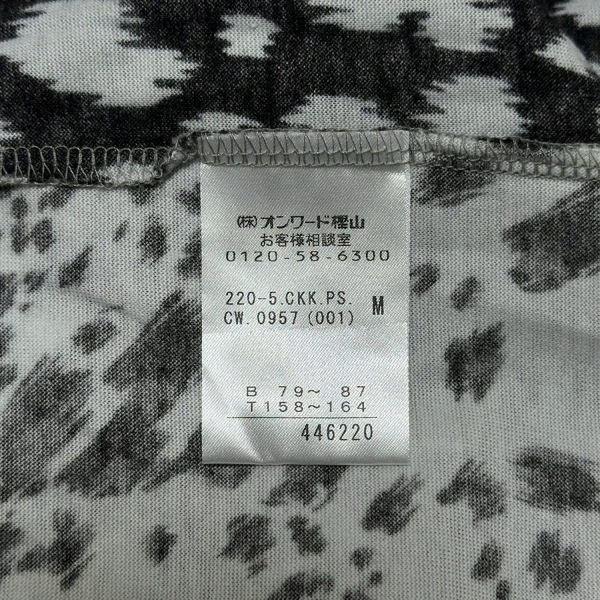 (株)オンワード樫山
お客様相談室
0120-58-6300
220-5.CKK.PS. M
CW.0957(001)
B 79～ 87
T158～164
446220